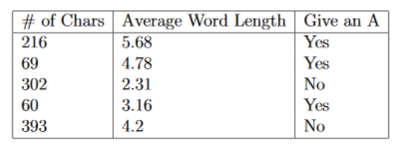 # of Chars Average Word Length Give an A
216 5.68 Yes
69 4.78 Yes
302 2.31 No
60 3.16 Yes
393 4.2 No